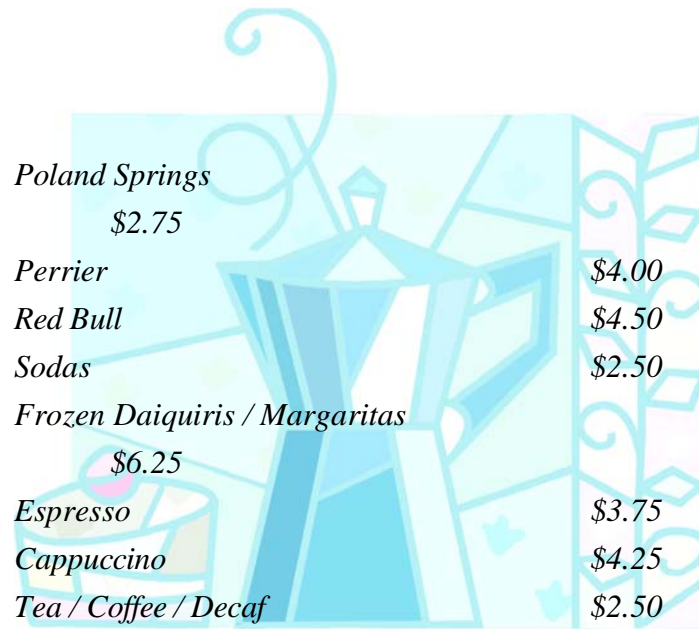 Poland Springs
$2.75
Perrier $4.00
Red Bull $4.50
Sodas $2.50
Frozen Daiquiris / Margaritas
$6.25
Espresso $3.75
Cappuccino $4.25
Tea / Coffee / Decaf $2.50